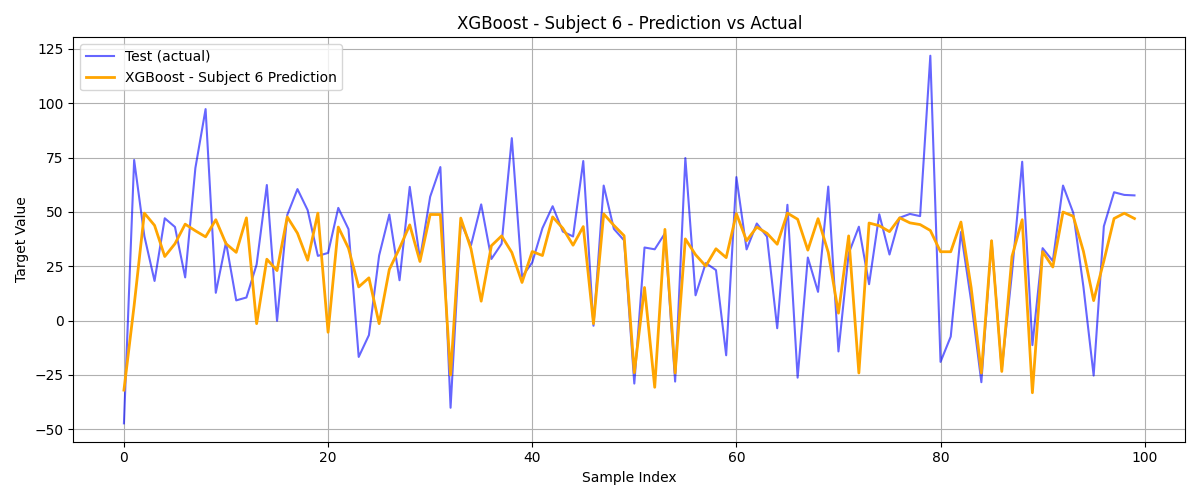 XGBoost - Subject 6 - Prediction vs Actual
Test (actual)
XGBoost - Subject 6 Prediction
Target Value
125
100
75
50
25
0
−25
−50
0 20 40 60 80 100
Sample Index